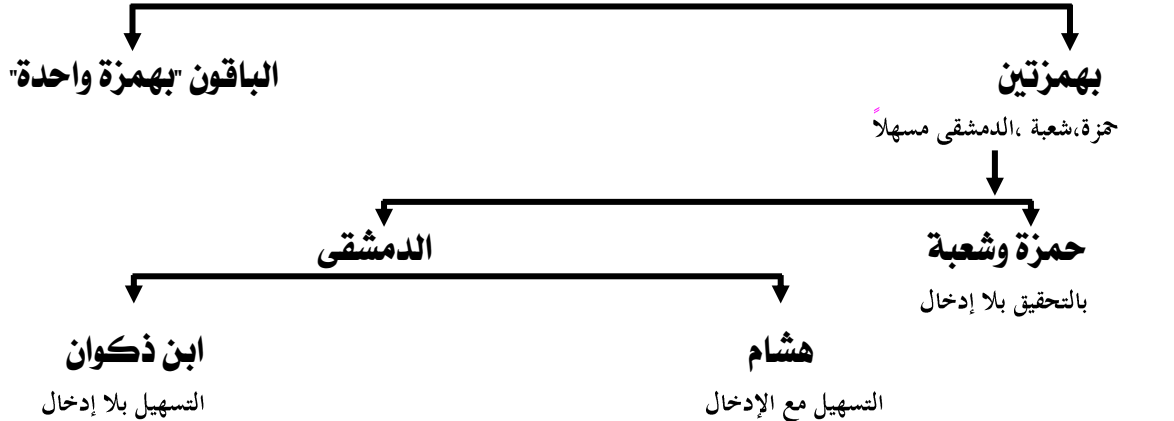 بهمزتين
الباقون "بهمزة واحدة"
حمزة،شعبة ،الدمشقى مسهلاً
حمزة وشعبة
الدمشقى
بالتحقيق بلا إدخال
هشام
ابن ذكوان
التسهيل مع الإدخال
التسهيل بلا إدخال